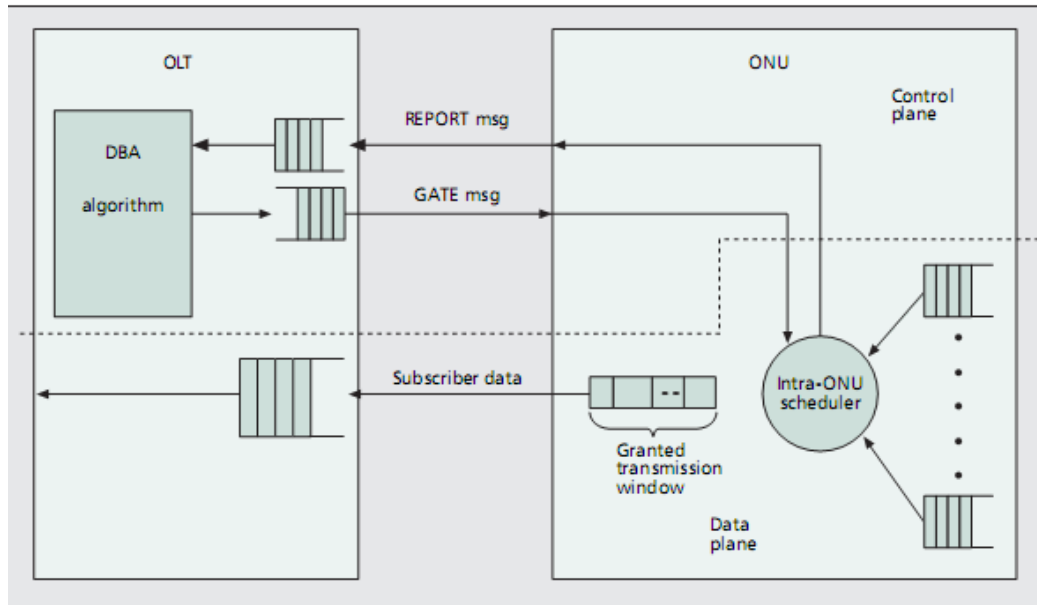 OLT
ONU
Control
plane
REPORT msg
DBA
algorithm
GATE msg
Subscriber data
Intra-ONU
scheduler
Granted
transmission
window
Data
plane